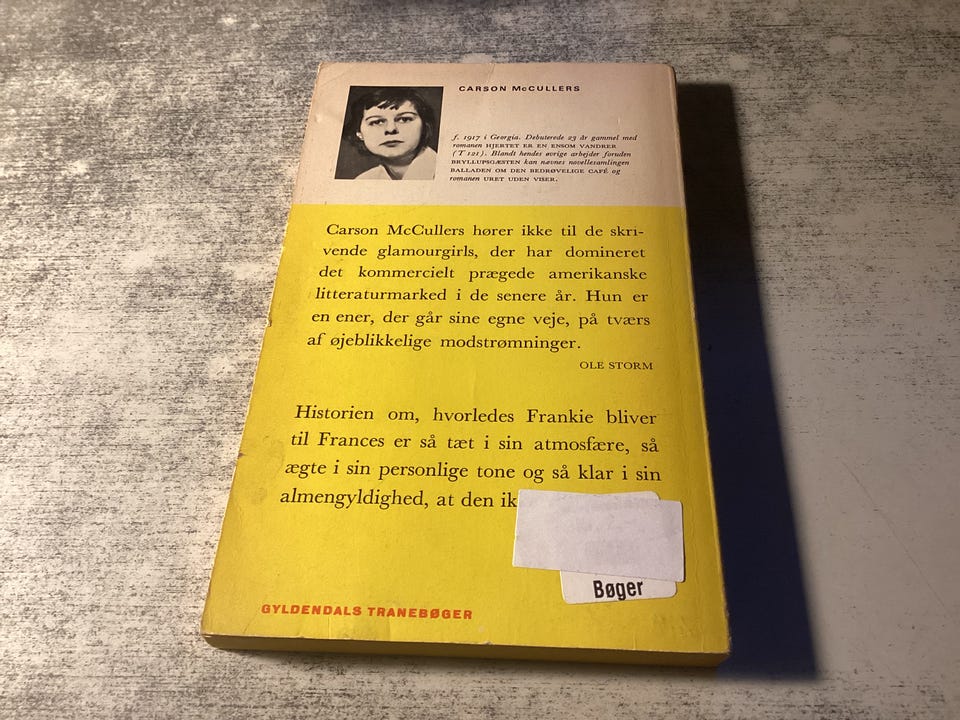 CARSON McCULLERS
f. 1917 i Georgia. Debuterede 23 år gammel med
romanen HJERTET ER EN ENSOM VANDRER
(T 121). Blandt hendes øvrige arbejder foruden
BRYLLUPSGÆSTEN kan nævnes novellesamlingen
BALLADEN OM DEN BEDRØVELIGE CAFÉ og
romanen URET UDEN VISER.
Carson McCullers hører ikke til de skri-
vende glamourgirls, der har domineret
det kommercielt prægede amerikanske
litteraturmarked i de senere år. Hun er
en ener, der går sine egne veje, på tværs
af øjeblikkelige modstrømninger.
OLE STORM
Historien om, hvorledes Frankie bliver
til Frances er så tæt i sin atmosfære, så
ægte i sin personlige tone og så klar i sin
almengyldighed, at den ik
Bøger
GYLDENDALS TRANEBØGER